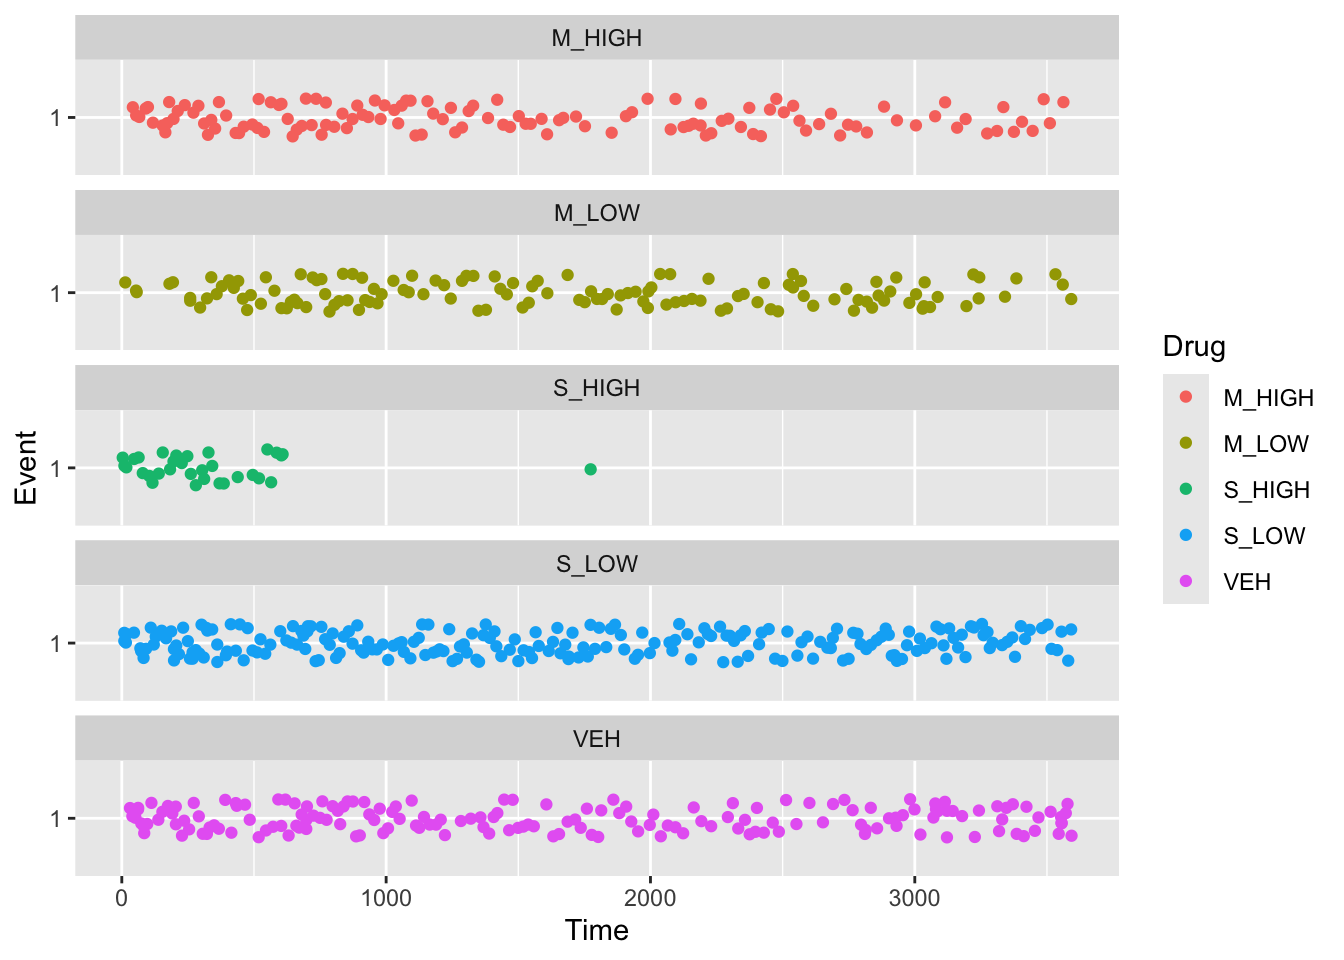 M_HIGH
1
M_LOW
1
S_HIGH
1
S_LOW
1
VEH
1
0 1000 2000 3000
Time
Event
Drug
M_HIGH
M_LOW
S_HIGH
S_LOW
VEH